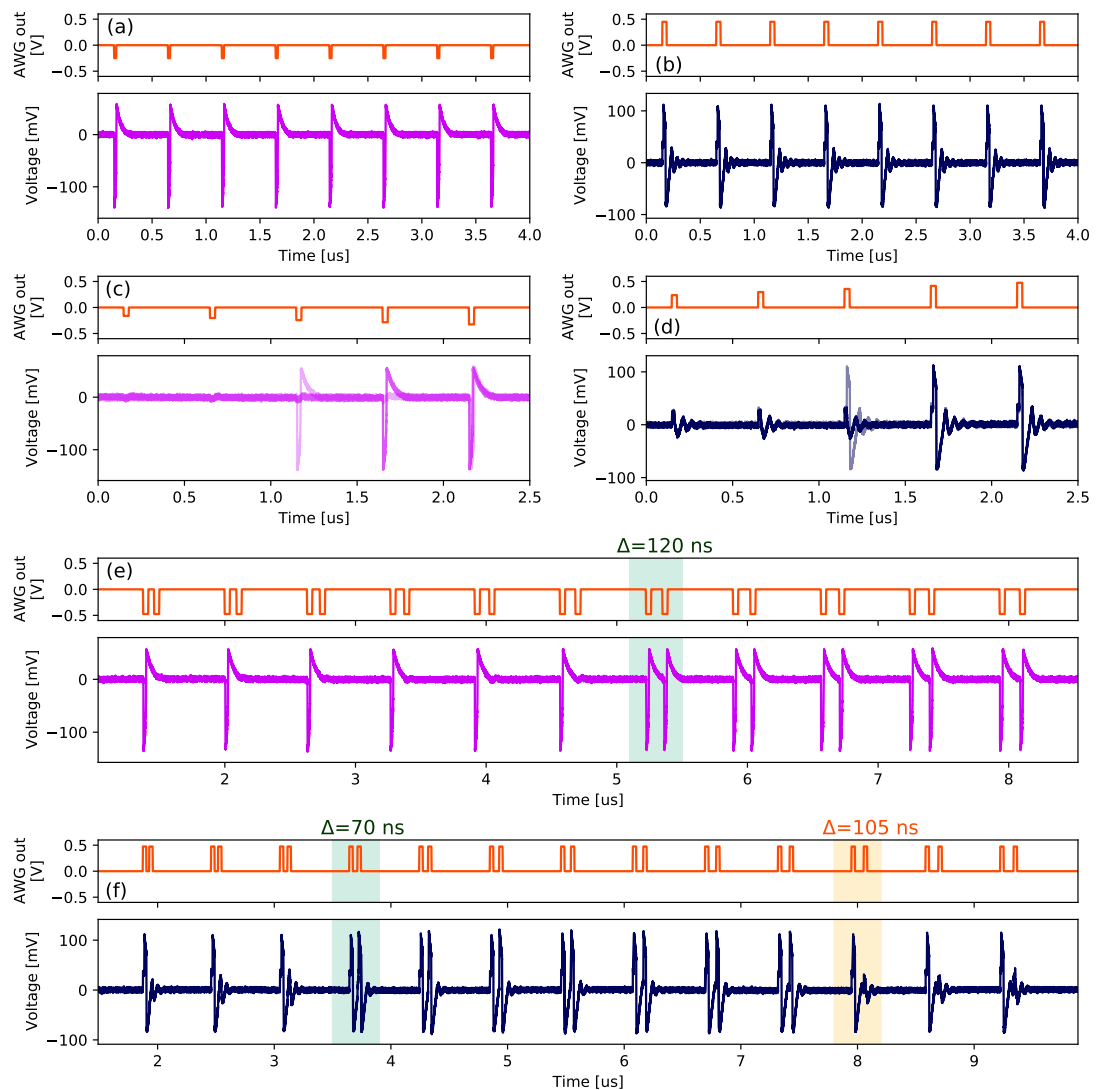 AWG out
[V]
0.5
0.0
−0.5
(a)
Voltage [mV]
0
−100
0.0 0.5 1.0 1.5 2.0 2.5 3.0 3.5 4.0
Time [us]
AWG out
[V]
0.5
0.0
−0.5
(b)
Voltage [mV]
100
0
−100
0.0 0.5 1.0 1.5 2.0 2.5 3.0 3.5 4.0
Time [us]
AWG out
[V]
0.5
0.0
−0.5
(c)
Voltage [mV]
0
−100
0.0 0.5 1.0 1.5 2.0 2.5
Time [us]
AWG out
[V]
0.5
0.0
−0.5
(d)
Voltage [mV]
100
0
−100
0.0 0.5 1.0 1.5 2.0 2.5
Time [us]
Δ=120 ns
AWG out
[V]
0.5
0.0
−0.5
(e)
Voltage [mV]
0
−100
2 3 4 5 6 7 8
Time [us]
Δ=70 ns
Δ=105 ns
AWG out
[V]
0.5
0.0
−0.5
(f)
Voltage [mV]
100
0
−100
2 3 4 5 6 7 8 9
Time [us]